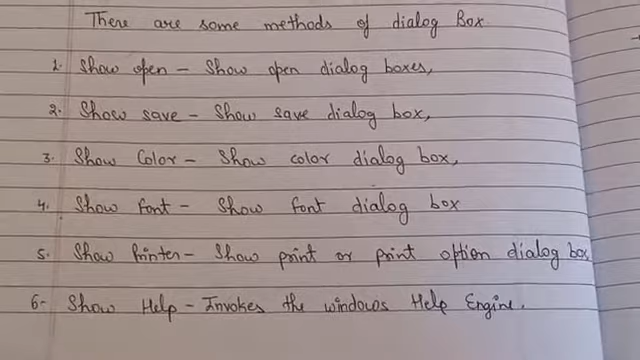 There are some methods of dialog Box
1. Show open - Show open dialog boxes,
2. Show save - Show save dialog box,
3. Show Color - Show color dialog box,
4. Show font - Show font dialog box
5. Show Printer - Show print or print option dialog box
6- Show Help - Invokes the windows Help Engine.